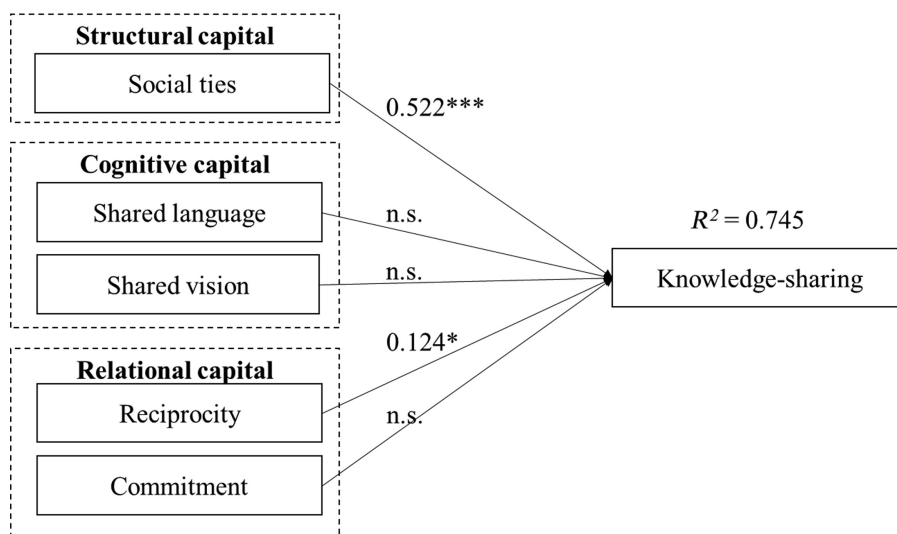 Structural capital
Social ties
0.522***
Cognitive capital
Shared language
n.s.
Shared vision
n.s.
R² = 0.745
Knowledge-sharing
Relational capital
0.124*
Reciprocity
n.s.
Commitment